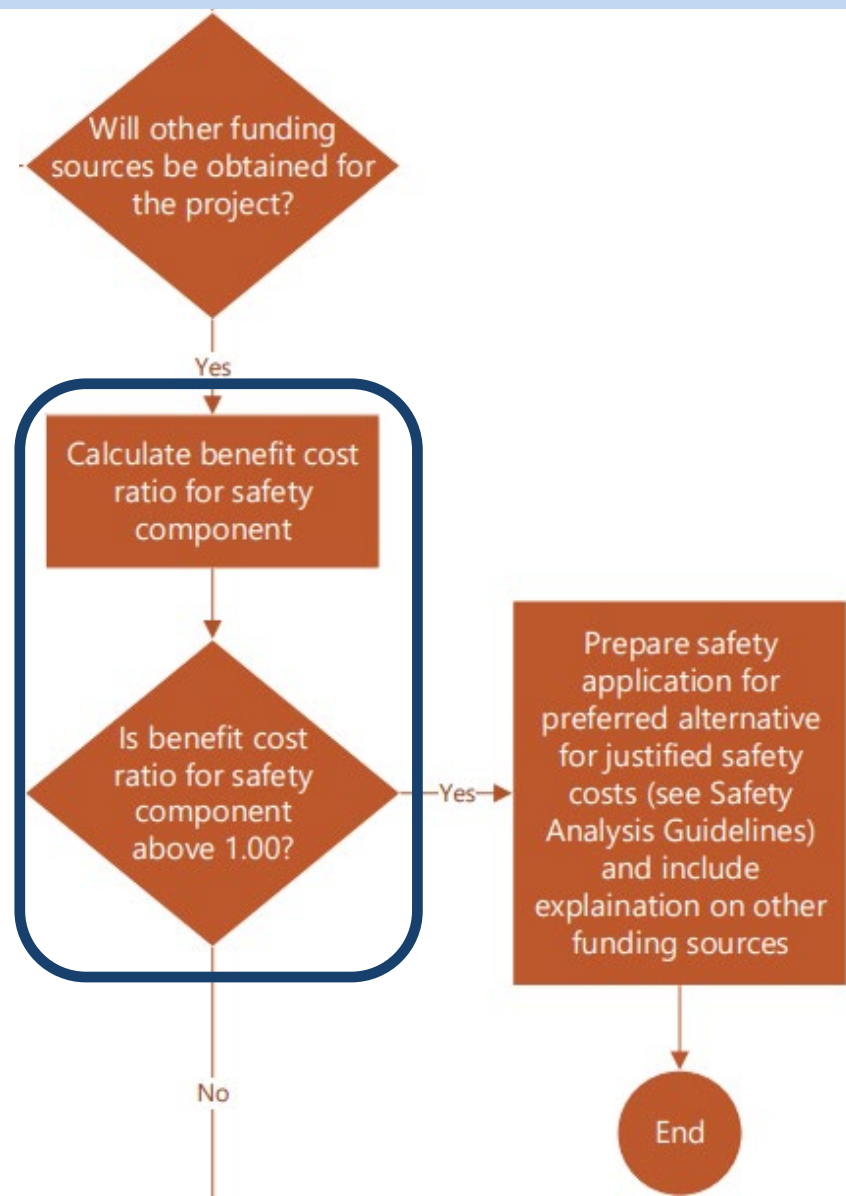 Will other funding
sources be obtained for
the project?
Yes
Calculate benefit cost
ratio for safety
component
Is benefit cost
ratio for safety
component
above 1.00?
Yes
Prepare safety
application for
preferred alternative
for justified safety
costs (see Safety
Analysis Guidelines)
and include
explaination on other
funding sources
No
End